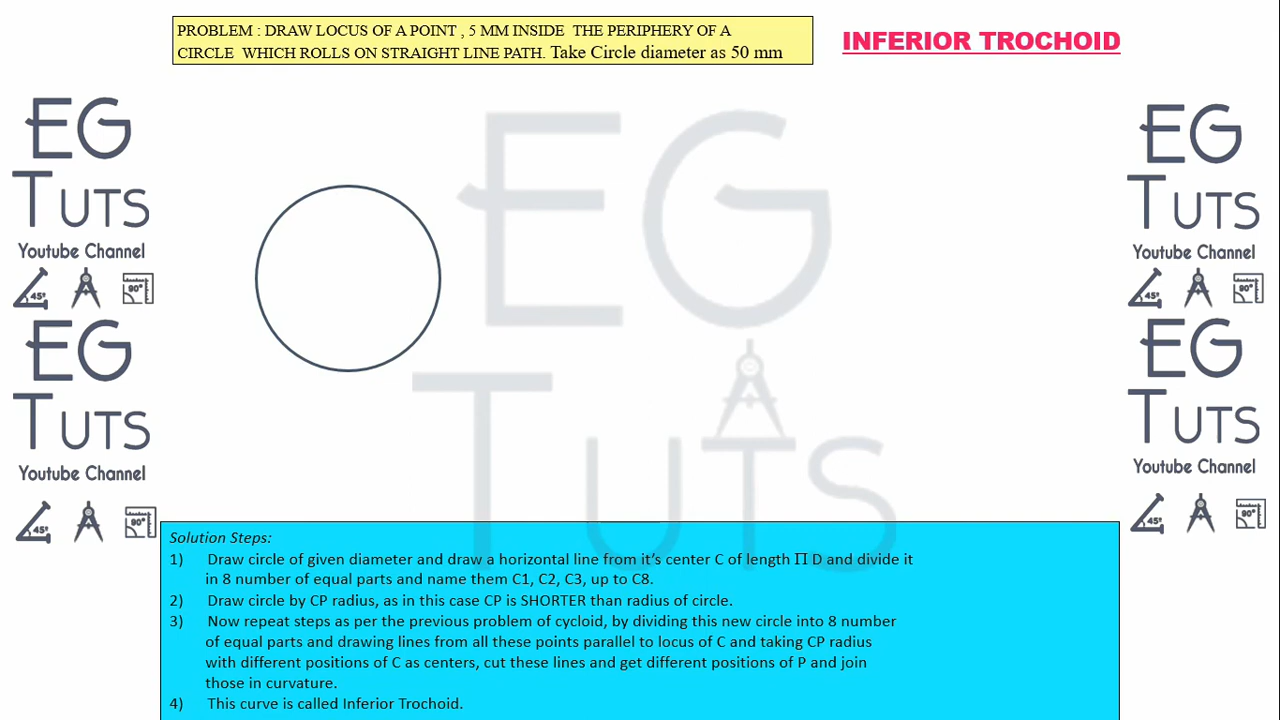 PROBLEM : DRAW LOCUS OF A POINT , 5 MM INSIDE THE PERIPHERY OF A
CIRCLE WHICH ROLLS ON STRAIGHT LINE PATH. Take Circle diameter as 50 mm
INFERIOR TROCHOID
EG
TUTS
Youtube Channel
45º
90º
EG
TUTS
Youtube Channel
45º
90º
EG
TUTS
EG
TUTS
Youtube Channel
45º
90º
EG
TUTS
Youtube Channel
45º
90º
Solution Steps:
1) Draw circle of given diameter and draw a horizontal line from it’s center C of length Π D and divide it
in 8 number of equal parts and name them C1, C2, C3, up to C8.
2) Draw circle by CP radius, as in this case CP is SHORTER than radius of circle.
3) Now repeat steps as per the previous problem of cycloid, by dividing this new circle into 8 number
of equal parts and drawing lines from all these points parallel to locus of C and taking CP radius
with different positions of C as centers, cut these lines and get different positions of P and join
those in curvature.
4) This curve is called Inferior Trochoid.